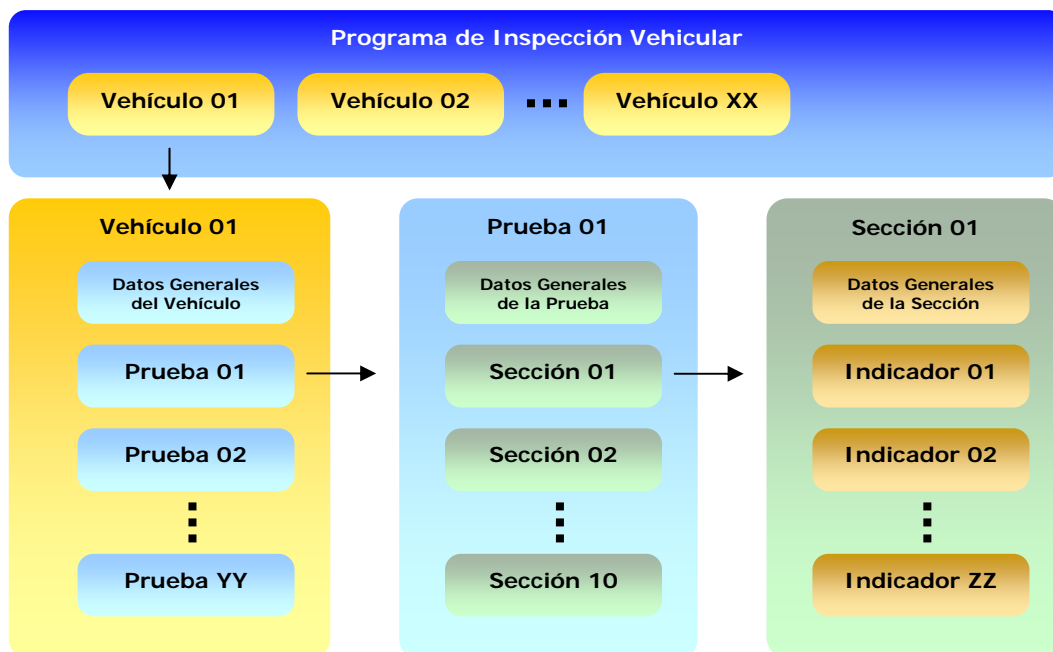 Programa de Inspección Vehicular
Vehículo 01
Vehículo 02
Vehículo XX
Vehículo 01
Datos Generales
del Vehículo
Prueba 01
Prueba 02
Prueba YY
Prueba 01
Datos Generales
de la Prueba
Sección 01
Sección 02
Sección 10
Sección 01
Datos Generales
de la Sección
Indicador 01
Indicador 02
Indicador ZZ